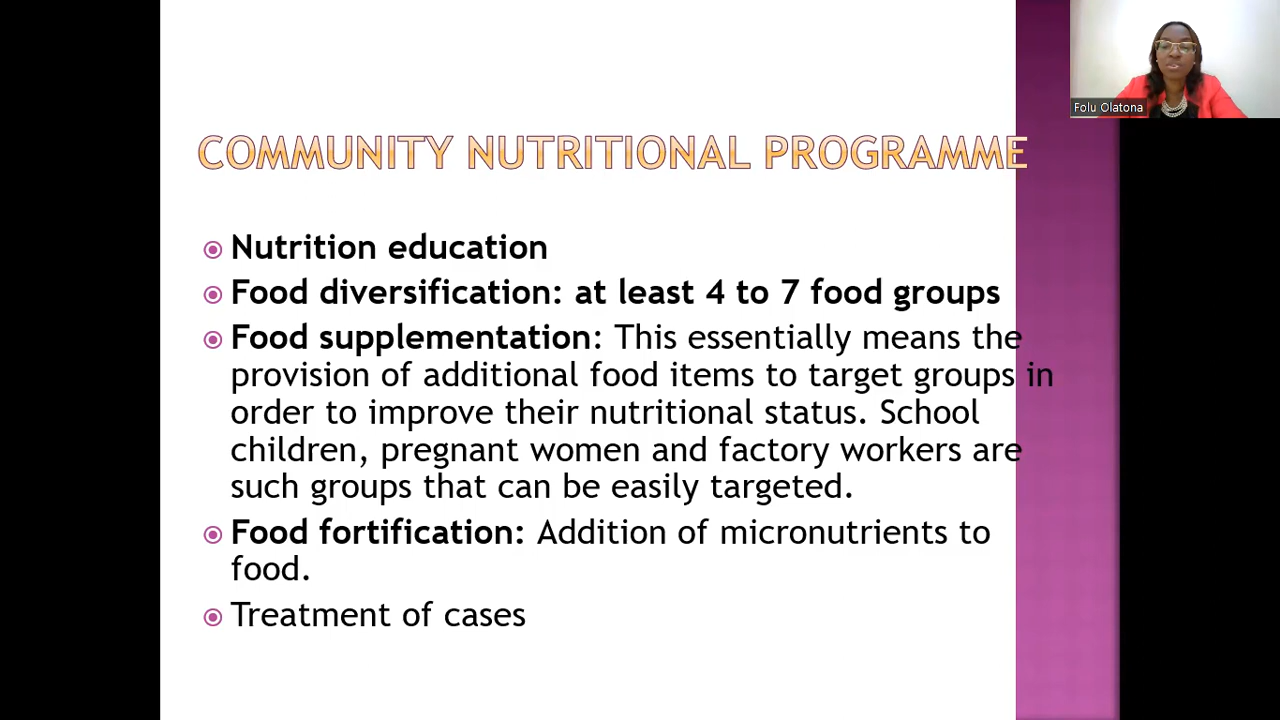 Folu Olatona
COMMUNITY NUTRITIONAL PROGRAMME
Nutrition education
Food diversification: at least 4 to 7 food groups
Food supplementation: This essentially means the
provision of additional food items to target groups in
order to improve their nutritional status. School
children, pregnant women and factory workers are
such groups that can be easily targeted.
Food fortification: Addition of micronutrients to
food.
Treatment of cases